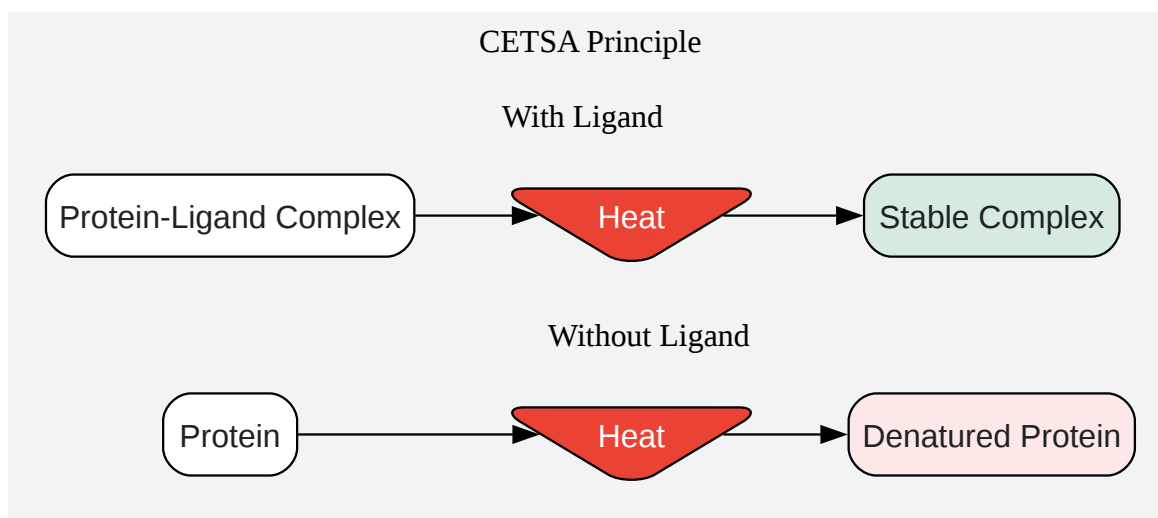 CETSA Principle
With Ligand
Protein-Ligand Complex
Heat
Stable Complex
Without Ligand
Protein
Heat
Denatured Protein